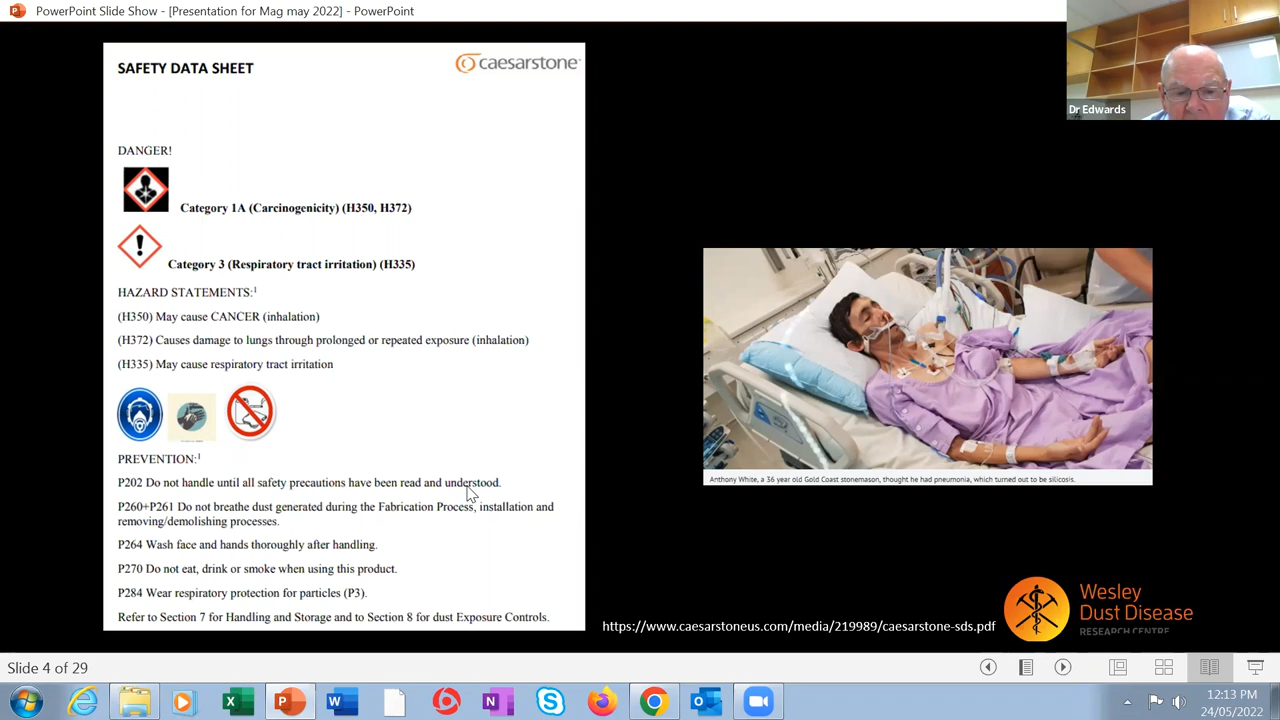 PowerPoint Slide Show - [Presentation for Mag may 2022] - PowerPoint
SAFETY DATA SHEET
caesarstone
DANGER!
Category 1A (Carcinogenicity) (H350, H372)
Category 3 (Respiratory tract irritation) (H335)
HAZARD STATEMENTS:1
(H350) May cause CANCER (inhalation)
(H372) Causes damage to lungs through prolonged or repeated exposure (inhalation)
(H335) May cause respiratory tract irritation
PREVENTION:1
P202 Do not handle until all safety precautions have been read and understood.
P260+P261 Do not breathe dust generated during the Fabrication Process, installation and
removing/demolishing processes.
P264 Wash face and hands thoroughly after handling.
P270 Do not eat, drink or smoke when using this product.
P284 Wear respiratory protection for particles (P3).
Refer to Section 7 for Handling and Storage and to Section 8 for dust Exposure Controls.
Dr Edwards
Anthony White, a 36 year old Gold Coast stonemason, thought he had pneumonia, which turned out to be silicosis.
https://www.caesarstoneus.com/media/219989/caesarstone-sds.pdf
Wesley
Dust Disease
RESEARCH CENTRE
Slide 4 of 29
12:13 PM
24/05/2022